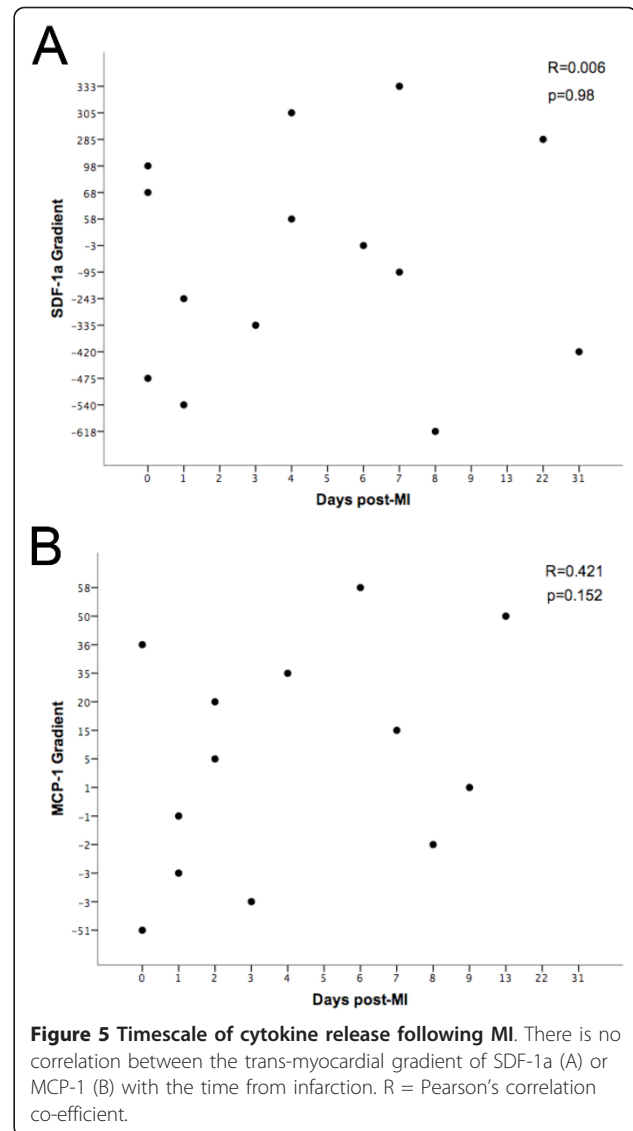 A
R=0.006
p=0.98
SDF-1a Gradient
333
305
285
98
68
58
-3
-95
-243
-335
-420
-475
-540
-618
0 1 2 3 4 5 6 7 8 9 13 22 31
Days post-MI
B
R=0.421
p=0.152
MCP-1 Gradient
58
50
36
35
20
15
5
1
-1
-2
-3
-3
-51
0 1 2 3 4 5 6 7 8 9 13 22 31
Days post-MI
Figure 5 Timescale of cytokine release following MI. There is no
correlation between the trans-myocardial gradient of SDF-1a (A) or
MCP-1 (B) with the time from infarction. R = Pearson's correlation
co-efficient.